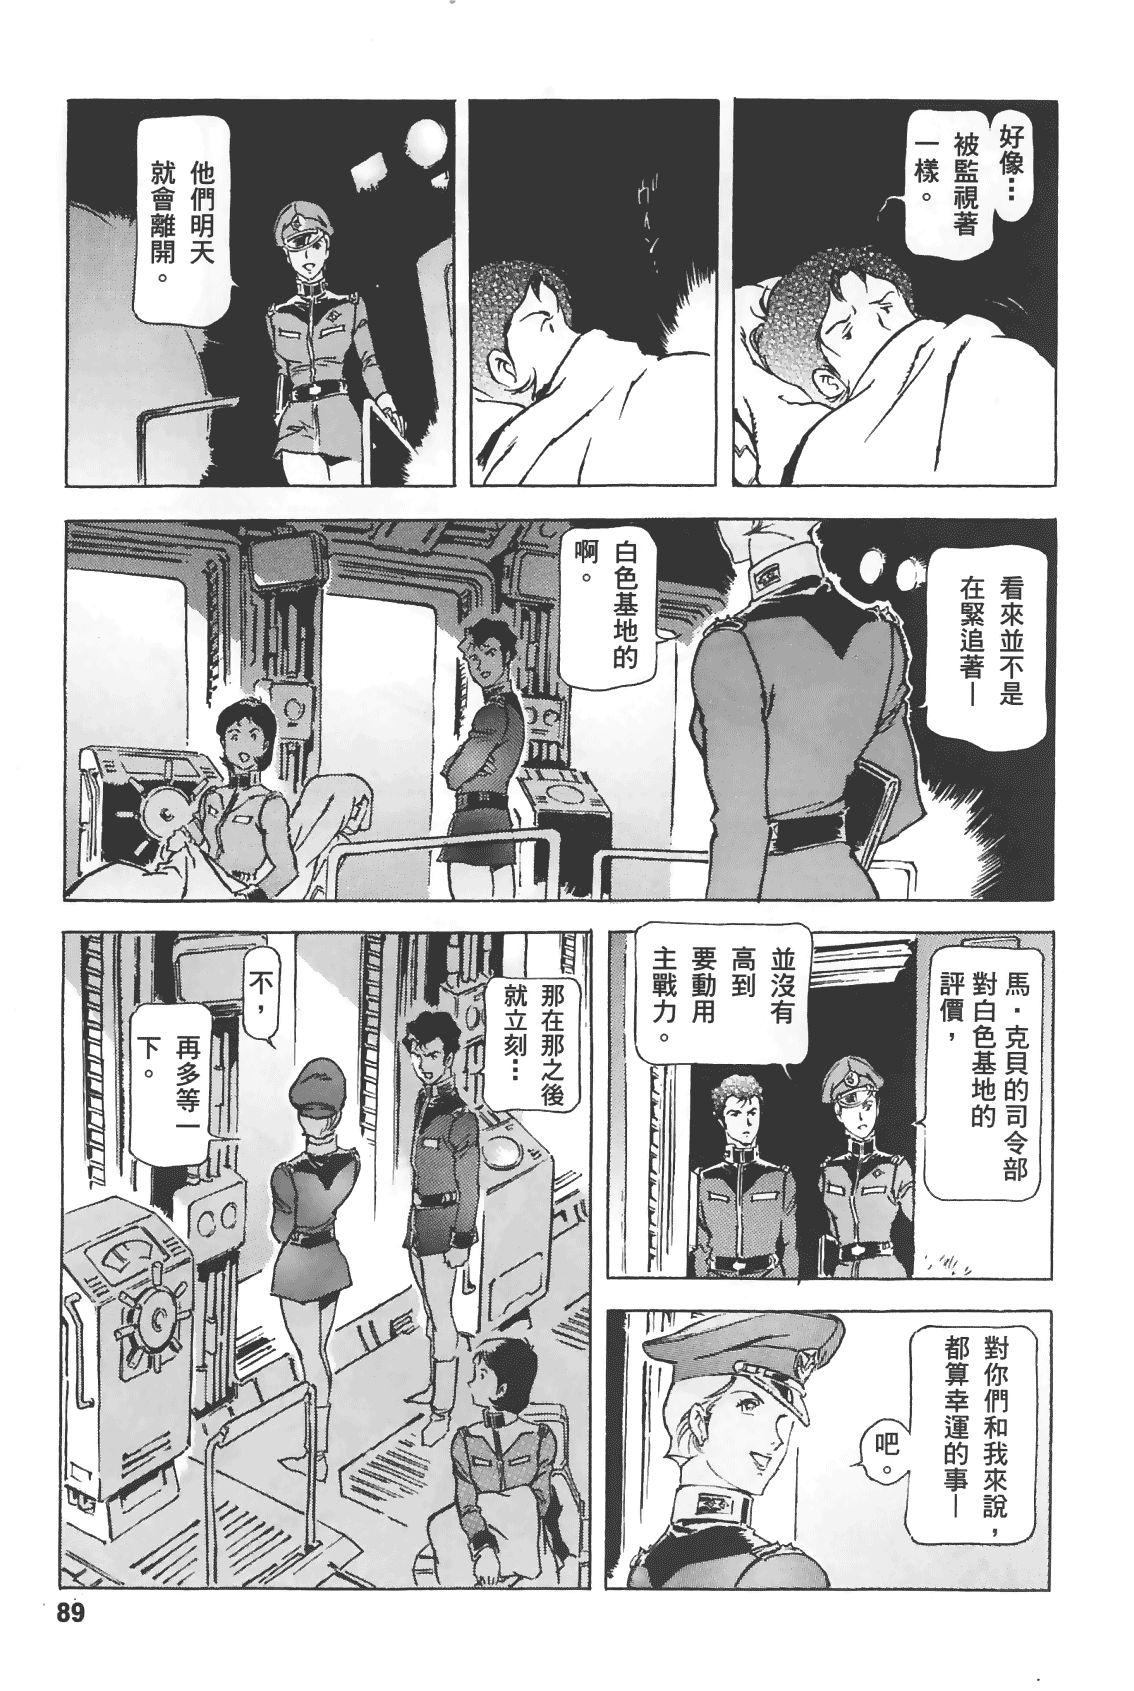 好像…
被監視著
一樣。
他們明天
就會離開。
看來並不是
在緊追著—
白色基地的
啊。
馬・克貝的司令部
對白色基地的
評價，
並沒有
高到
要動用
主戰力。
對你們和我來說，
都算幸運的事—
吧。
那在那之後
就立刻…
不，
再多等一
下。
89